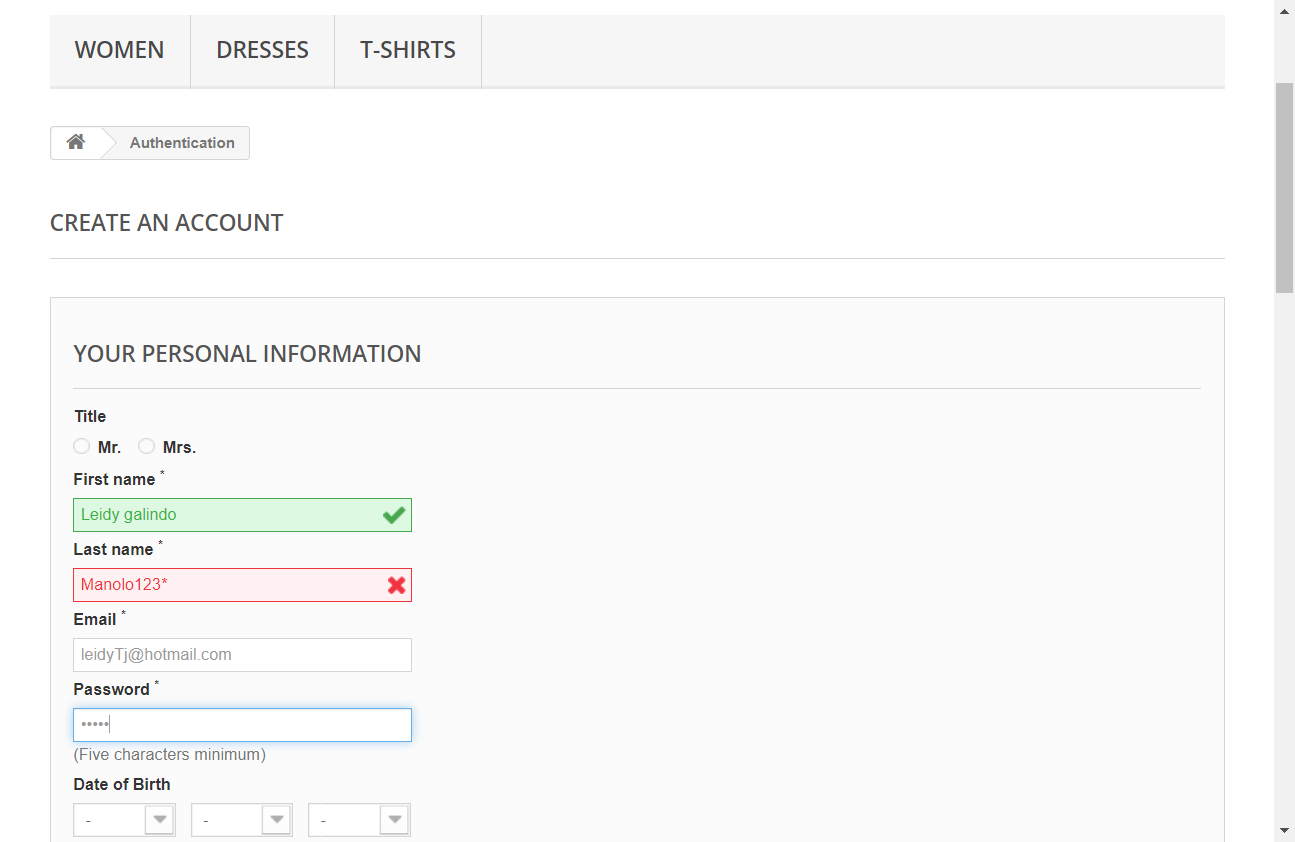 WOMEN DRESSES T-SHIRTS
Authentication
CREATE AN ACCOUNT
YOUR PERSONAL INFORMATION
Title
Mr. Mrs.
First name *
Leidy galindo
Last name *
Manolo123*
Email *
leidyTj@hotmail.com
Password *
•••••
(Five characters minimum)
Date of Birth
- - -